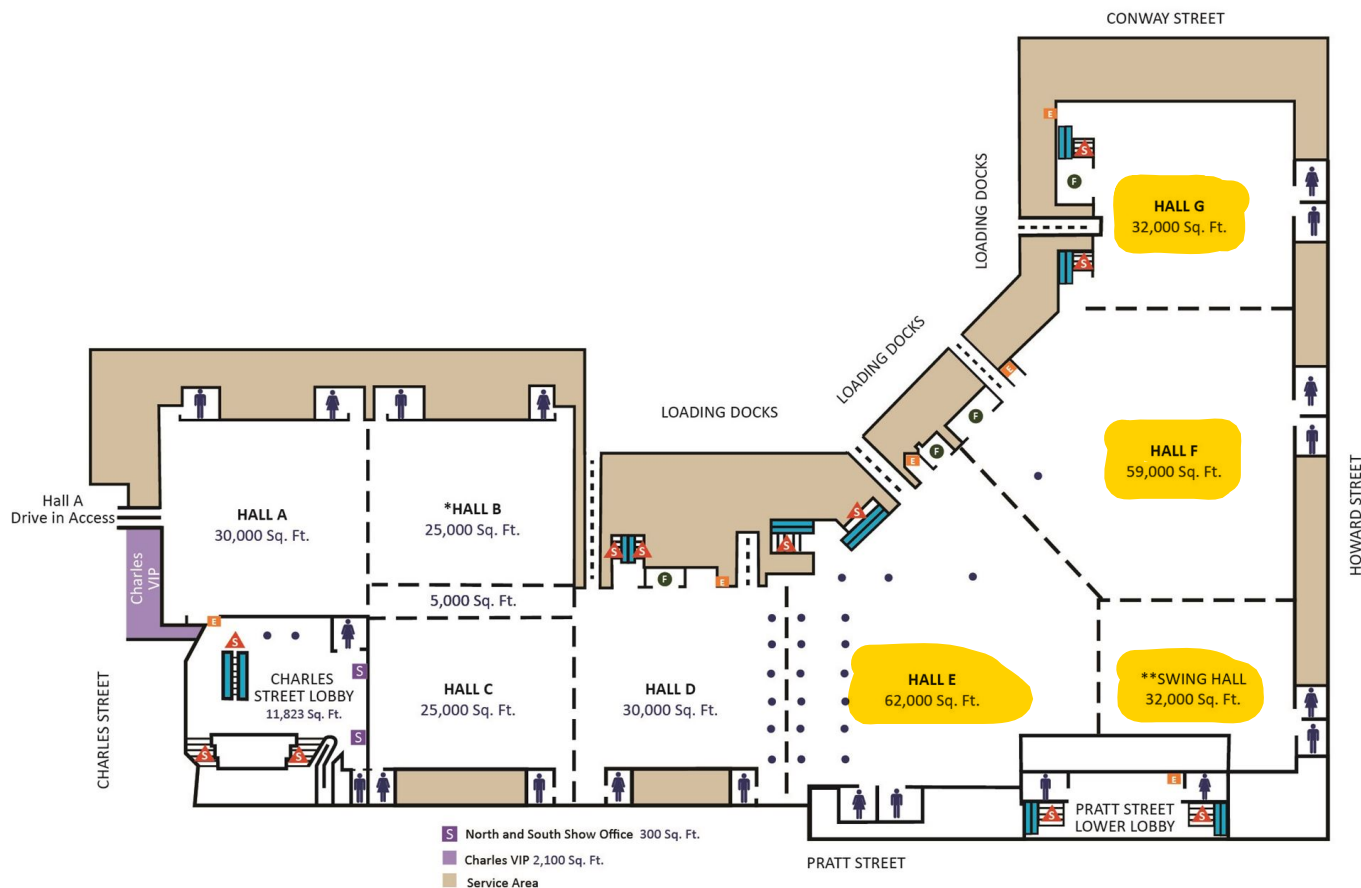 CONWAY STREET
LOADING DOCKS
HALL G
32,000 Sq. Ft.
E
S
F
S
LOADING DOCKS
LOADING DOCKS
E
F
F
E
S
HALL F
59,000 Sq. Ft.
HOWARD STREET
Hall A
Drive in Access
Charles
VIP
HALL A
30,000 Sq. Ft.
*HALL B
25,000 Sq. Ft.
5,000 Sq. Ft.
S
S
F
E
S
E
S
CHARLES
STREET LOBBY
11,823 Sq. Ft.
S
S
S
S
CHARLES STREET
HALL C
25,000 Sq. Ft.
HALL D
30,000 Sq. Ft.
HALL E
62,000 Sq. Ft.
**SWING HALL
32,000 Sq. Ft.
E
S
S
PRATT STREET
LOWER LOBBY
PRATT STREET
S North and South Show Office 300 Sq. Ft.
Charles VIP 2,100 Sq. Ft.
Service Area